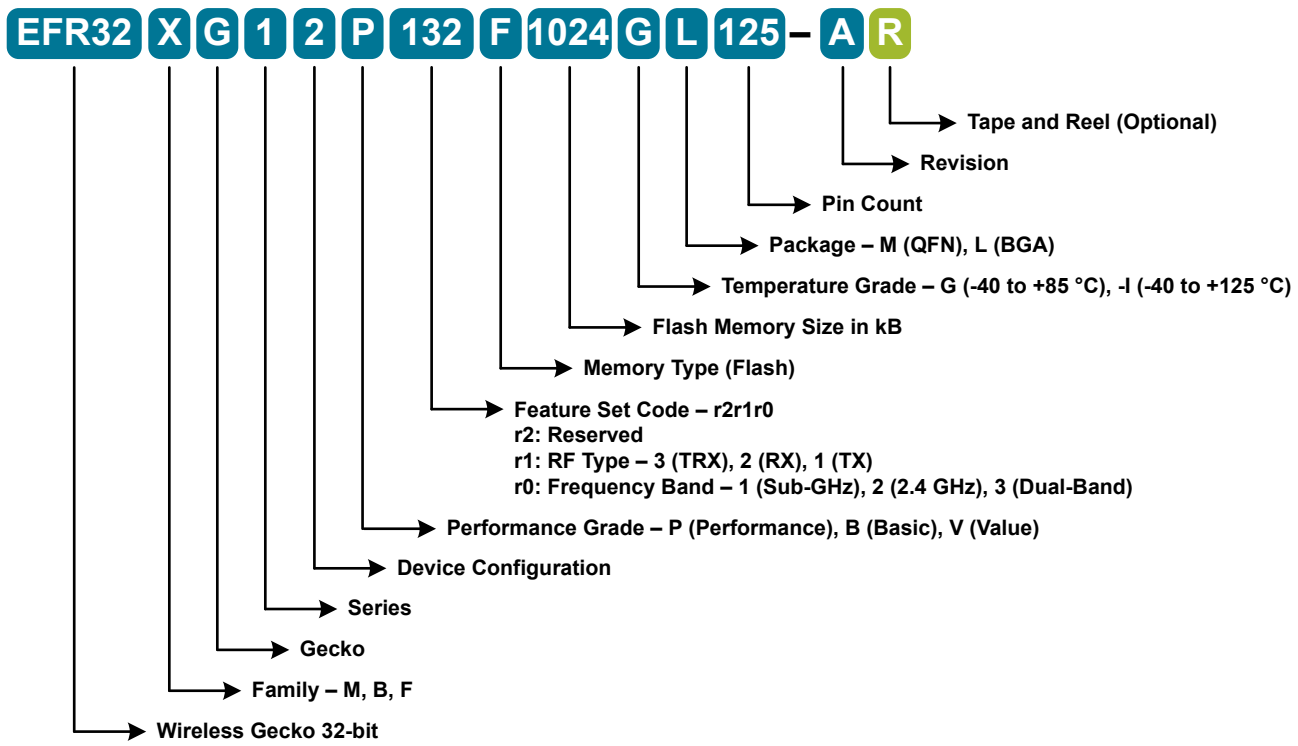 EFR32 X G 1 2 P 132 F 1024 G L 125 – A R
Tape and Reel (Optional)
Revision
Pin Count
Package – M (QFN), L (BGA)
Temperature Grade – G (-40 to +85 °C), -I (-40 to +125 °C)
Flash Memory Size in kB
Memory Type (Flash)
Feature Set Code – r2r1r0
r2: Reserved
r1: RF Type – 3 (TRX), 2 (RX), 1 (TX)
r0: Frequency Band – 1 (Sub-GHz), 2 (2.4 GHz), 3 (Dual-Band)
Performance Grade – P (Performance), B (Basic), V (Value)
Device Configuration
Series
Gecko
Family – M, B, F
Wireless Gecko 32-bit